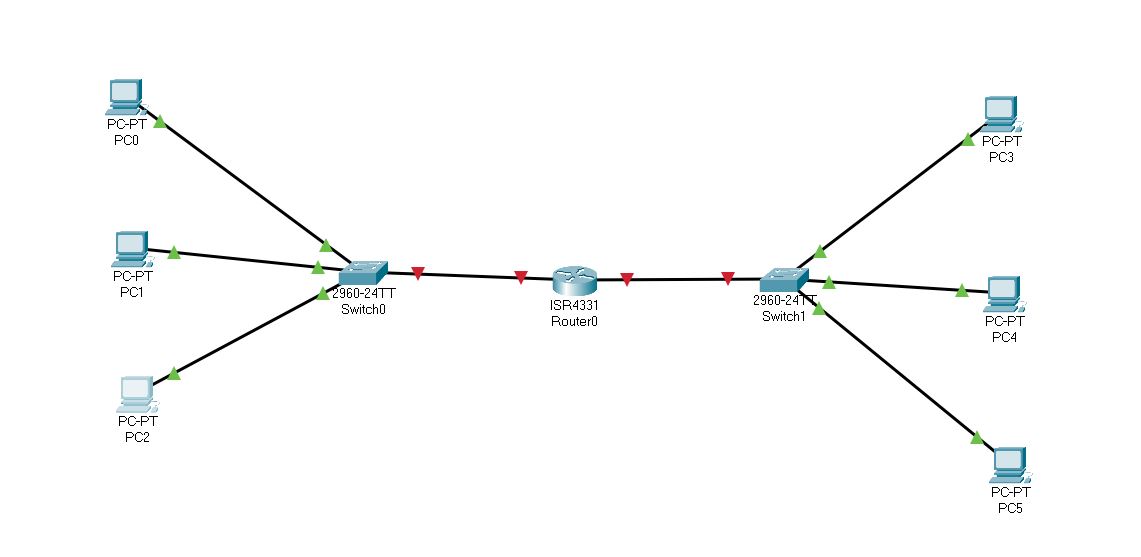 PC-PT
PC0
PC-PT
PC1
PC-PT
PC2
2960-24TT
Switch0
ISR4331
Router0
2960-24TT
Switch1
PC-PT
PC3
PC-PT
PC4
PC-PT
PC5